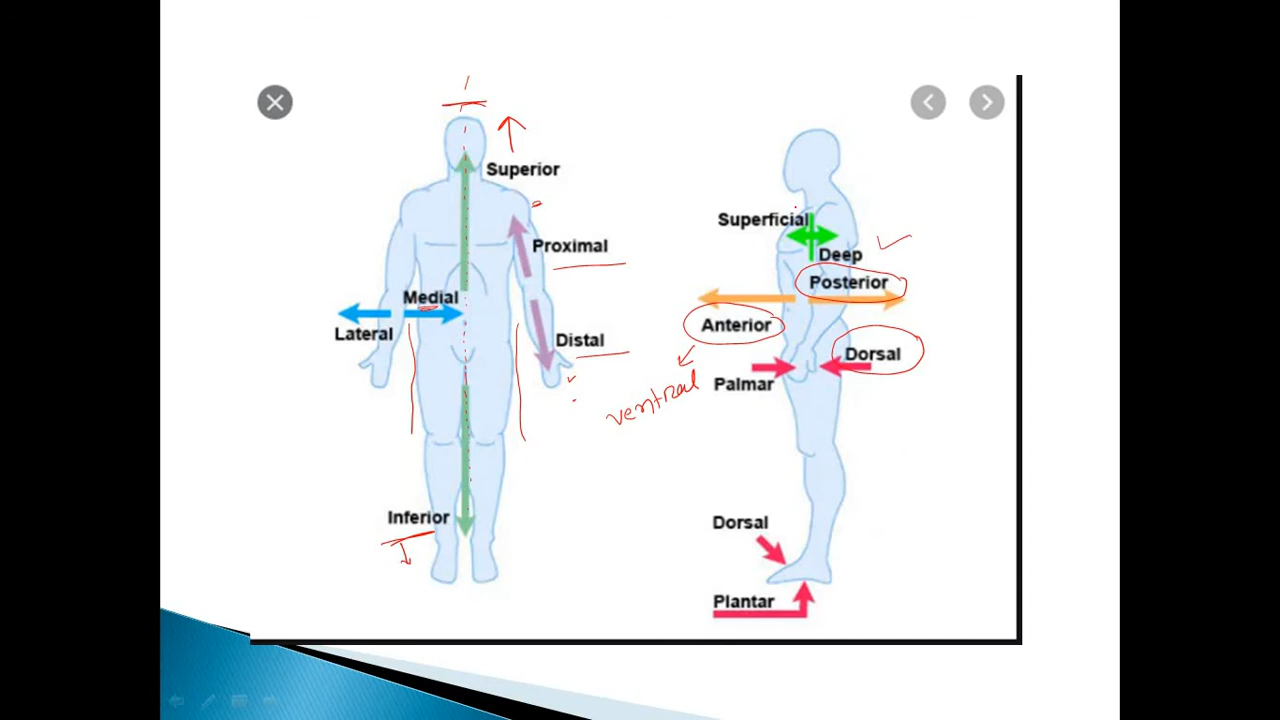 Superior
Proximal
Medial
Lateral
Distal
Inferior
Superficial
Deep
Posterior
Anterior
ventral
Dorsal
Palmar
Dorsal
Plantar